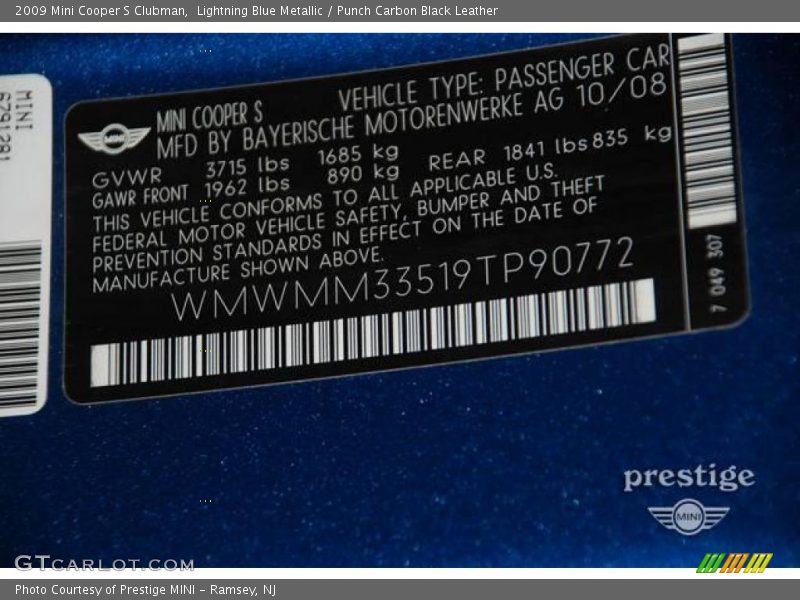 2009 Mini Cooper S Clubman, Lightning Blue Metallic / Punch Carbon Black Leather
MINI
6791281
MINI COOPER S VEHICLE TYPE: PASSENGER CAR
MINI
MFD BY BAYERISCHE MOTORENWERKE AG 10/08
GVWR 3715 lbs 1685 kg
GAWR FRONT 1962 lbs 890 kg REAR 1841 lbs 835 kg
THIS VEHICLE CONFORMS TO ALL APPLICABLE U.S.
FEDERAL MOTOR VEHICLE SAFETY, BUMPER AND THEFT
PREVENTION STANDARDS IN EFFECT ON THE DATE OF
MANUFACTURE SHOWN ABOVE.
WMWMM33519TP90772
7 049 307
prestige
MINI
GTcarlot.com
Photo Courtesy of Prestige MINI - Ramsey, NJ